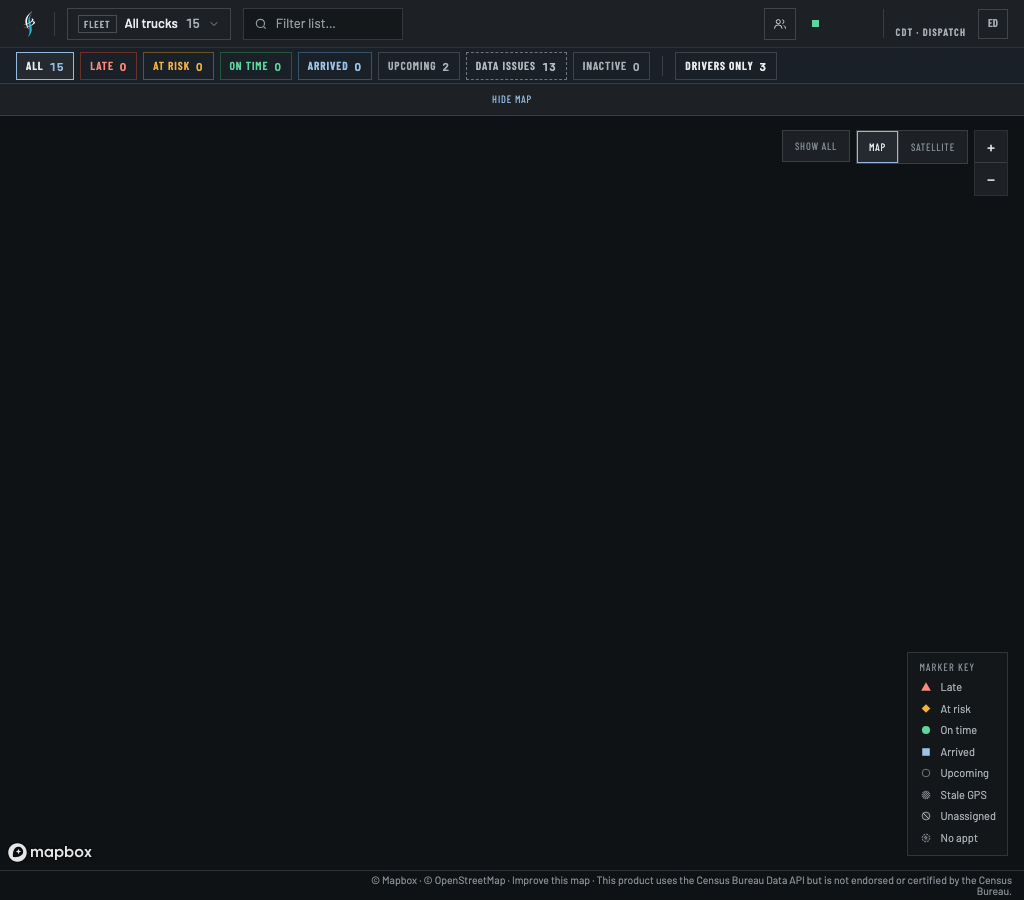 FLEET All trucks 15 Filter list... CDT · DISPATCH ED
ALL 15 LATE 0 AT RISK 0 ON TIME 0 ARRIVED 0 UPCOMING 2 DATA ISSUES 13 INACTIVE 0 DRIVERS ONLY 3
HIDE MAP
SHOW ALL MAP SATELLITE +
−
MARKER KEY
Late
At risk
On time
Arrived
Upcoming
Stale GPS
Unassigned
No appt
mapbox
© Mapbox · © OpenStreetMap · Improve this map · This product uses the Census Bureau Data API but is not endorsed or certified by the Census
Bureau.